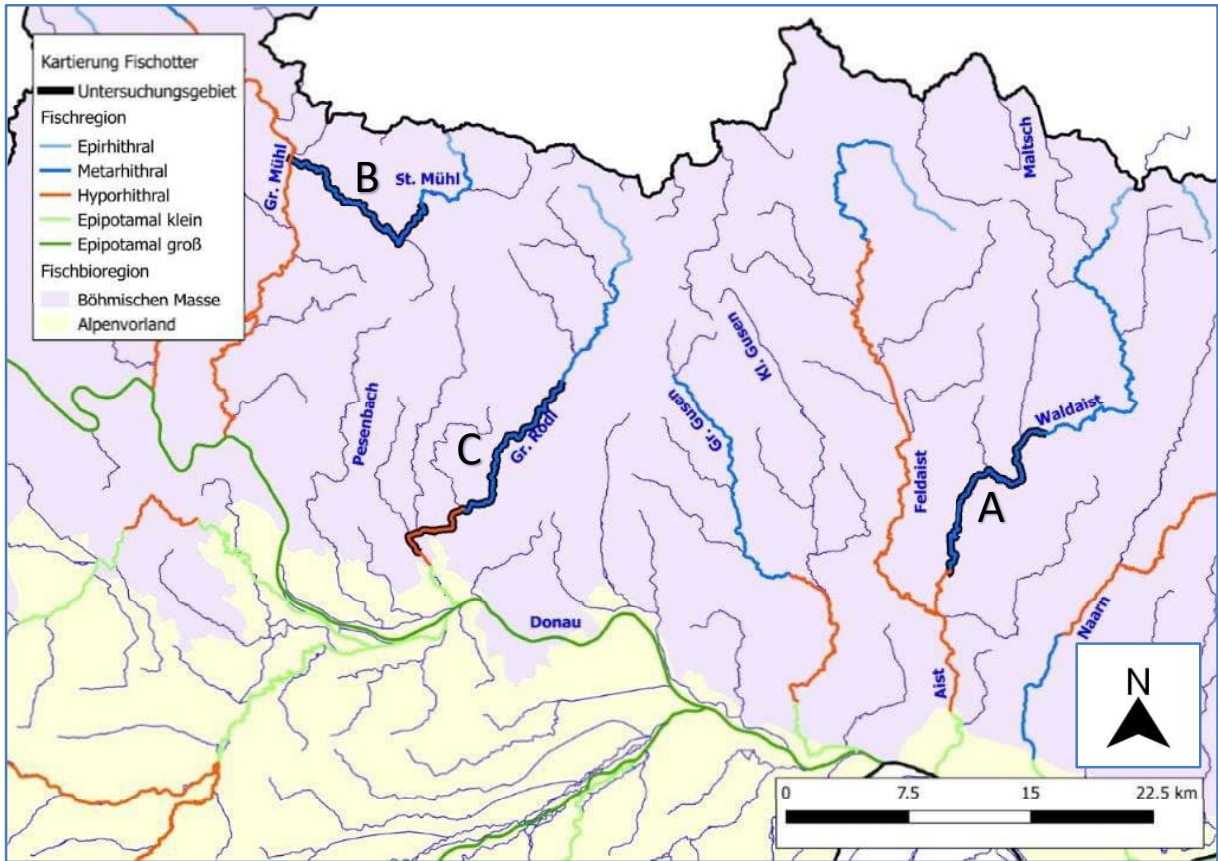 Kartierung Fischotter
Untersuchungsgebiet
Fischregion
Epirhithral
Metarhithral
Hyporhithral
Epipotamal klein
Epipotamal groß
Fischbioregion
Böhmischen Masse
Alpenvorland
Gr. Mühl
B
St. Mühl
Maltsch
Pesenbach
C
Gr. Rodl
Gr. Gusen
Kl. Gusen
Feldaist
Waldaist
A
Donau
Aist
Naarn
N
0 7.5 15 22.5 km